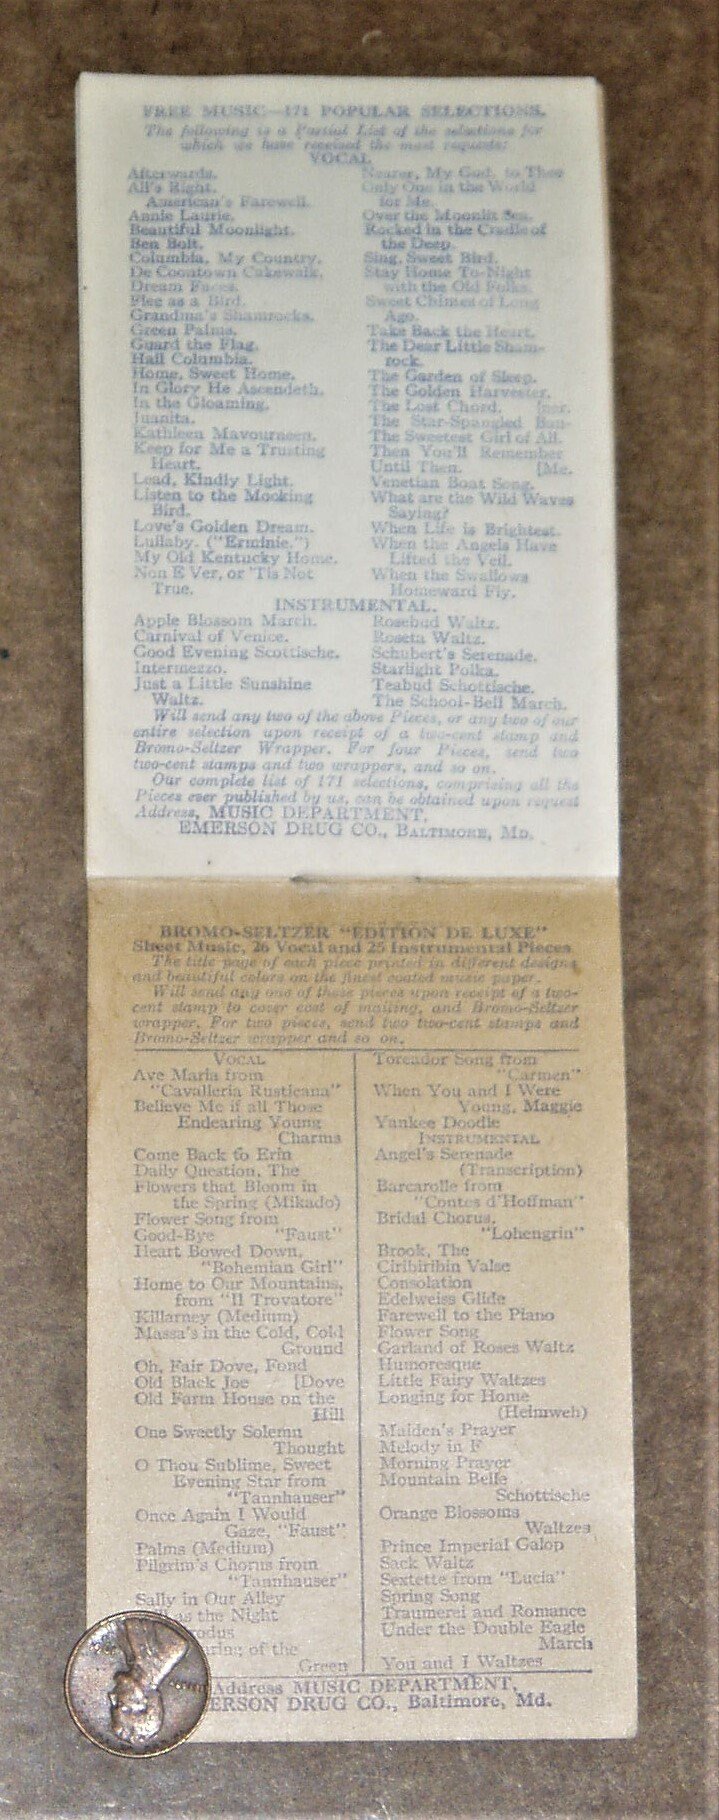 FREE MUSIC—171 POPULAR SELECTIONS.
The following is a Partial List of the selections for
which we have received the most requests:
VOCAL
Afterwards.
All's Right.
American's Farewell.
Annie Laurie.
Beautiful Moonlight.
Ben Bolt.
Columbia, My Country.
De Coontown Cakewalk.
Dream Faces.
Flee as a Bird.
Grandma's Shamrocks.
Green Palms.
Guard the Flag.
Hail Columbia.
Home, Sweet Home.
In Glory He Ascendeth.
In the Gloaming.
Juanita.
Kathleen Mavourneen.
Keep for Me a Trusting
Heart.
Lead, Kindly Light.
Listen to the Mocking
Bird.
Love's Golden Dream.
Lullaby. ("Erminie.")
My Old Kentucky Home.
Non E Ver, or 'Tis Not
True.
Nearer, My God, to Thee
Only One in the World
for Me.
Over the Moonlit Sea.
Rocked in the Cradle of
the Deep.
Sing, Sweet Bird.
Stay Home To-Night
with the Old Folks.
Sweet Chimes of Long
Ago.
Take Back the Heart.
The Dear Little Sham-
rock.
The Garden of Sleep.
The Golden Harvester.
The Lost Chord. [ner.
The Star-Spangled Ban-
The Sweetest Girl of All.
Then You'll Remember
Until Then. [Me.
Venetian Boat Song.
What are the Wild Waves
Saying?
When Life is Brightest.
When the Angels Have
Lifted the Veil.
When the Swallows
Homeward Fly.
INSTRUMENTAL.
Apple Blossom March.
Carnival of Venice.
Good Evening Scottische.
Intermezzo.
Just a Little Sunshine
Waltz.
Rosebud Waltz.
Roseta Waltz.
Schubert's Serenade.
Starlight Polka.
Teabud Schottische.
The School-Bell March.
Will send any two of the above Pieces, or any two of our
entire selection upon receipt of a two-cent stamp and
Bromo-Seltzer Wrapper. For four Pieces, send two
two-cent stamps and two wrappers, and so on.
Our complete list of 171 selections, comprising all the
Pieces ever published by us, can be obtained upon request
Address, MUSIC DEPARTMENT,
EMERSON DRUG CO., BALTIMORE, MD.
BROMO-SELTZER "EDITION DE LUXE"
Sheet Music, 26 Vocal and 25 Instrumental Pieces
The title page of each piece printed in different designs
and beautiful colors on the finest coated music paper.
Will send any one of these pieces upon receipt of a two-
cent stamp to cover cost of mailing, and Bromo-Seltzer
wrapper. For two pieces, send two two-cent stamps and
Bromo-Seltzer wrapper and so on.
VOCAL
Ave Maria from
"Cavalleria Rusticana"
Believe Me if all Those
Endearing Young
Charms
Come Back to Erin
Daily Question, The
Flowers that Bloom in
the Spring (Mikado)
Flower Song from
Good-Bye "Faust"
Heart Bowed Down,
"Bohemian Girl"
Home to Our Mountains,
from "Il Trovatore"
Killarney (Medium)
Massa's in the Cold, Cold
Ground
Oh, Fair Dove, Fond
Old Black Joe [Dove
Old Farm House on the
Hill
One Sweetly Solemn
Thought
O Thou Sublime, Sweet
Evening Star from
"Tannhauser"
Once Again I Would
Gaze, "Faust"
Palms (Medium)
Pilgrim's Chorus from
"Tannhauser"
Sally in Our Alley
as the Night
of the
Green
Toreador Song from
"Carmen"
When You and I Were
Young, Maggie
Yankee Doodle
INSTRUMENTAL
Angel's Serenade
(Transcription)
Barcarolle from
"Contes d'Hoffman"
Bridal Chorus,
"Lohengrin"
Brook, The
Ciribiribin Valse
Consolation
Edelweiss Glide
Farewell to the Piano
Flower Song
Garland of Roses Waltz
Humoresque
Little Fairy Waltzes
Longing for Home
(Heimweh)
Maiden's Prayer
Melody in F
Morning Prayer
Mountain Belle
Schottische
Orange Blossoms
Waltzes
Prince Imperial Galop
Sack Waltz
Sextette from "Lucia"
Spring Song
Traumerei and Romance
Under the Double Eagle
March
You and I Waltzes
Address MUSIC DEPARTMENT,
ERSON DRUG CO., Baltimore, Md.